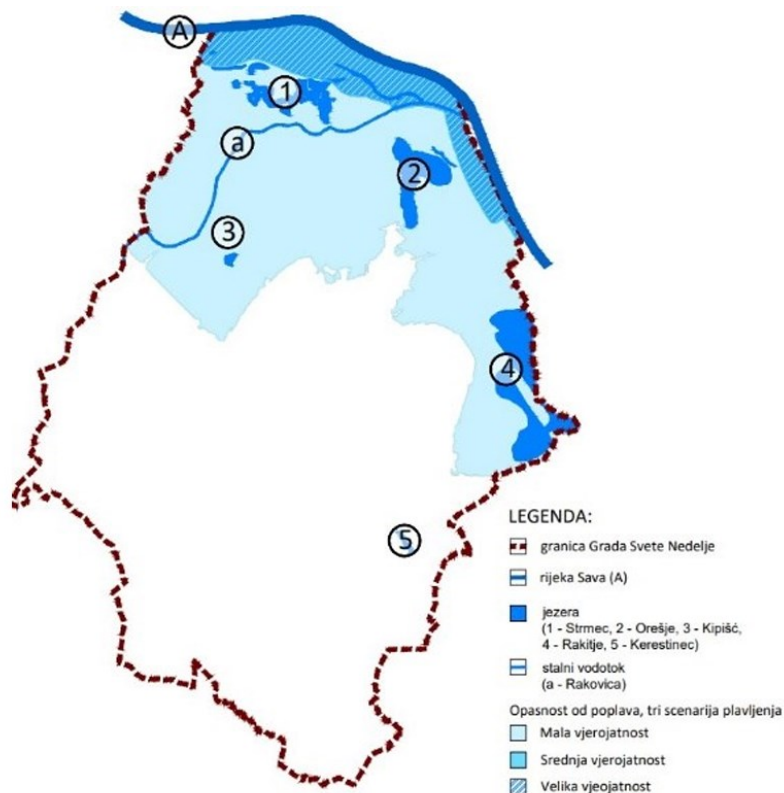 A
1
a
2
3
4
5
LEGENDA:
granica Grada Svete Nedelje
rijeka Sava (A)
jezera
(1 - Strmec, 2 - Orešje, 3 - Kipišć,
4 - Rakitje, 5 - Kerestinec)
stalni vodotok
(a - Rakovica)
Opasnost od poplava, tri scenarija plavljenja
Mala vjerojatnost
Srednja vjerojatnost
Velika vjeojatnost